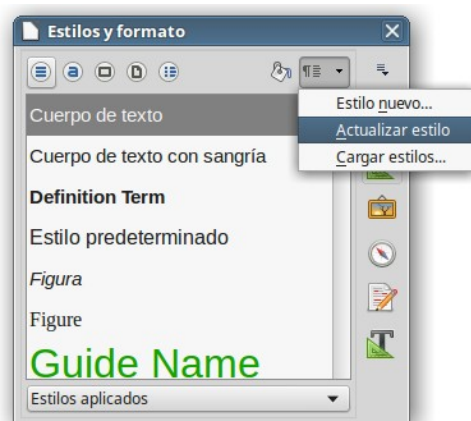 Estilos y formato
Estilo nuevo...
Cuerpo de texto
Actualizar estilo
Cuerpo de texto con sangría
Cargar estilos...
Definition Term
Estilo predeterminado
Figura
Figure
Guide Name
Estilos aplicados